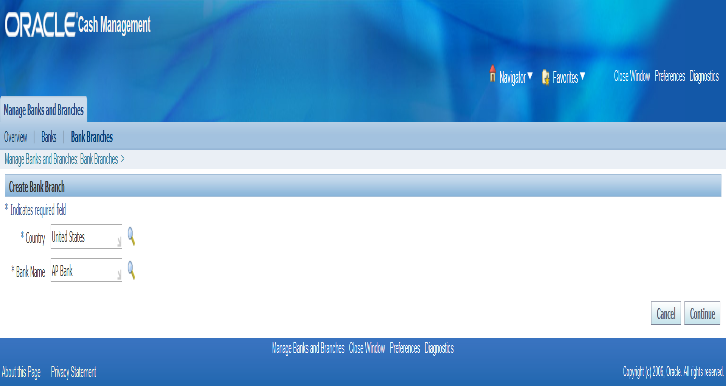 ORACLE® Cash Management
Navigator ▼ Favorites ▼ Close Window Preferences Diagnostics
Manage Banks and Branches
Overview | Banks | Bank Branches
Manage Banks and Branches: Bank Branches >
Create Bank Branch
* Indicates required field
* Country United States
* Bank Name AP Bank
Cancel Continue
Manage Banks and Branches Close Window Preferences Diagnostics
About this Page Privacy Statement Copyright (c) 2006, Oracle. All rights reserved.